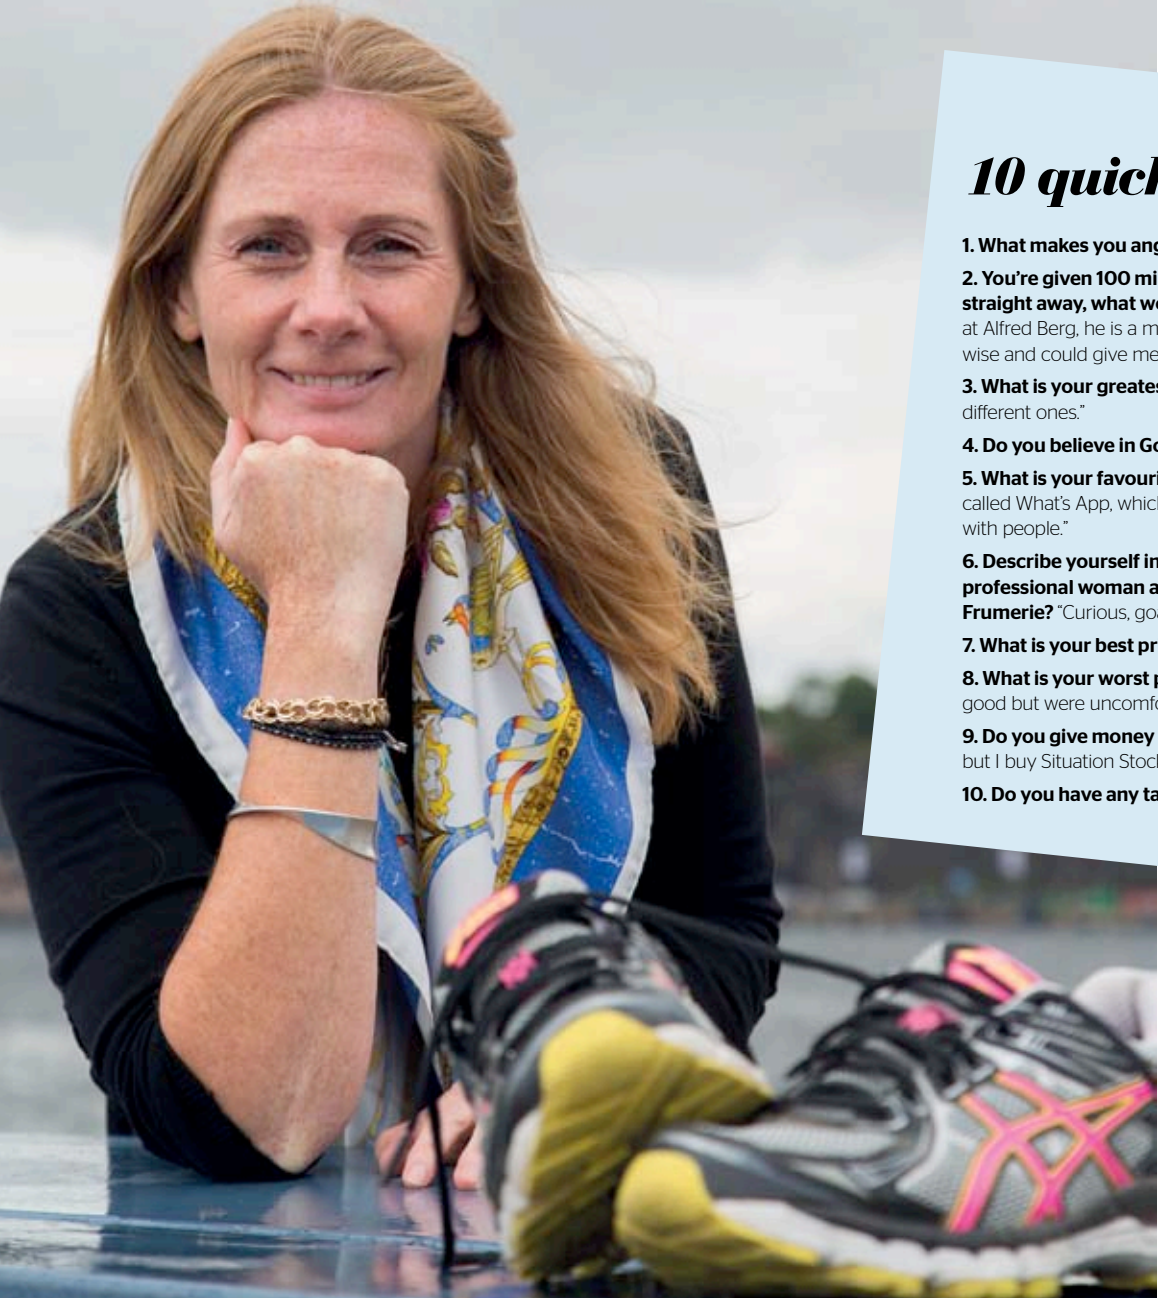 10 quick
1. What makes you ang
2. You’re given 100 mi
straight away, what wo
at Alfred Berg, he is a m
wise and could give me
3. What is your greates
different ones.”
4. Do you believe in Go
5. What is your favouri
called What’s App, which
with people.”
6. Describe yourself in
professional woman a
Frumerie? “Curious, goa
7. What is your best pr
8. What is your worst p
good but were uncomfo
9. Do you give money
but I buy Situation Stock
10. Do you have any ta